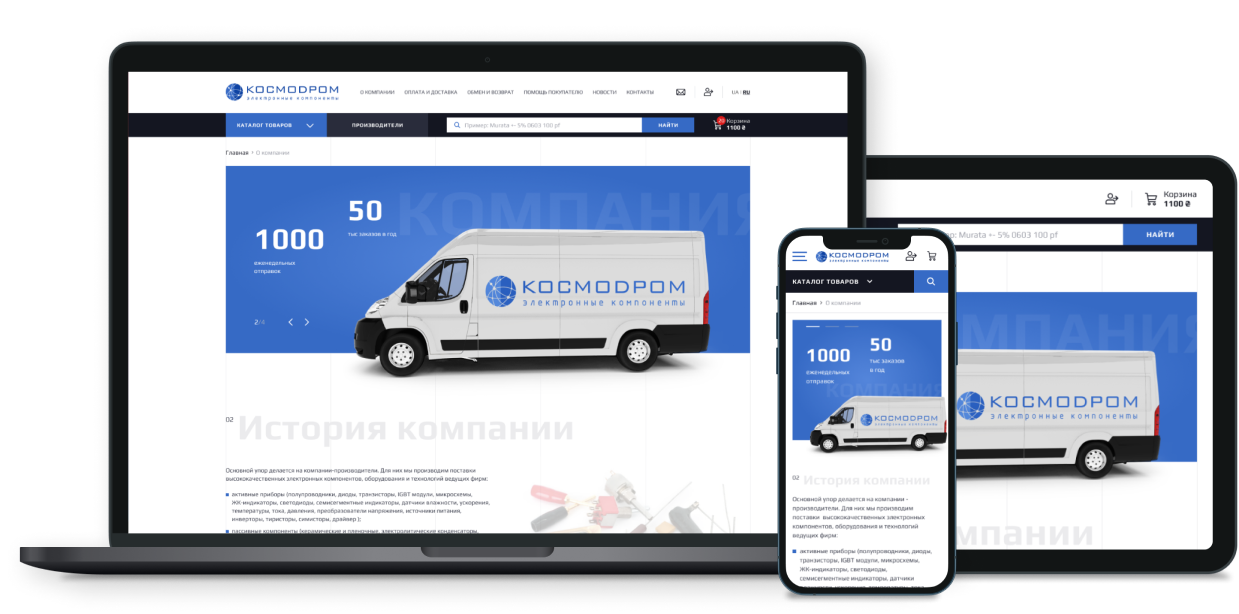 КОСМОДРОМ
электронные компоненты
О КОМПАНИИ ОПЛАТА И ДОСТАВКА ОБМЕН И ВОЗВРАТ ПОМОЩЬ ПОКУПАТЕЛЮ НОВОСТИ КОНТАКТЫ UA / RU
КАТАЛОГ ТОВАРОВ ПРОИЗВОДИТЕЛИ Пример: Murata +- 5% 0603 100 pf НАЙТИ 20 Корзина
1100 ₴
Главная > О компании
КОМПАНИЯ
50
тыс заказов в год
1000
еженедельных
отправок
2/4
КОСМОДРОМ
электронные компоненты
02
История компании
Основной упор делается на компании-производители. Для них мы производим поставки
высококачественных электронных компонентов, оборудования и технологий ведущих фирм:
активные приборы (полупроводники, диоды, транзисторы, IGBT модули, микросхемы,
ЖК-индикаторы, светодиоды, семисегментные индикаторы, датчики влажности, ускорения,
температуры, тока, давления, преобразователи напряжения, источники питания,
инверторы, тиристоры, симисторы, драйвер );
пассивные компоненты (керамические и пленочные, электролитические конденсаторы,
Корзина
1100 ₴
Murata +- 5% 0603 100 pf НАЙТИ
КОСМОДРОМ
электронные компоненты
КОСМОДРОМ
электронные компоненты
КАТАЛОГ ТОВАРОВ
Главная > О компании
1000
еженедельных
отправок
50
тыс заказов
в год
КОМПАНИЯ
КОСМОДРОМ
электронные компоненты
02
История компании
Основной упор делается на компании -
производители. Для них мы производим
поставки высококачественных электронных
компонентов, оборудования и технологий
ведущих фирм:
активные приборы (полупроводники, диоды,
транзисторы, IGBT модули, микросхемы,
ЖК-индикаторы, светодиоды,
семисегментные индикаторы, датчики